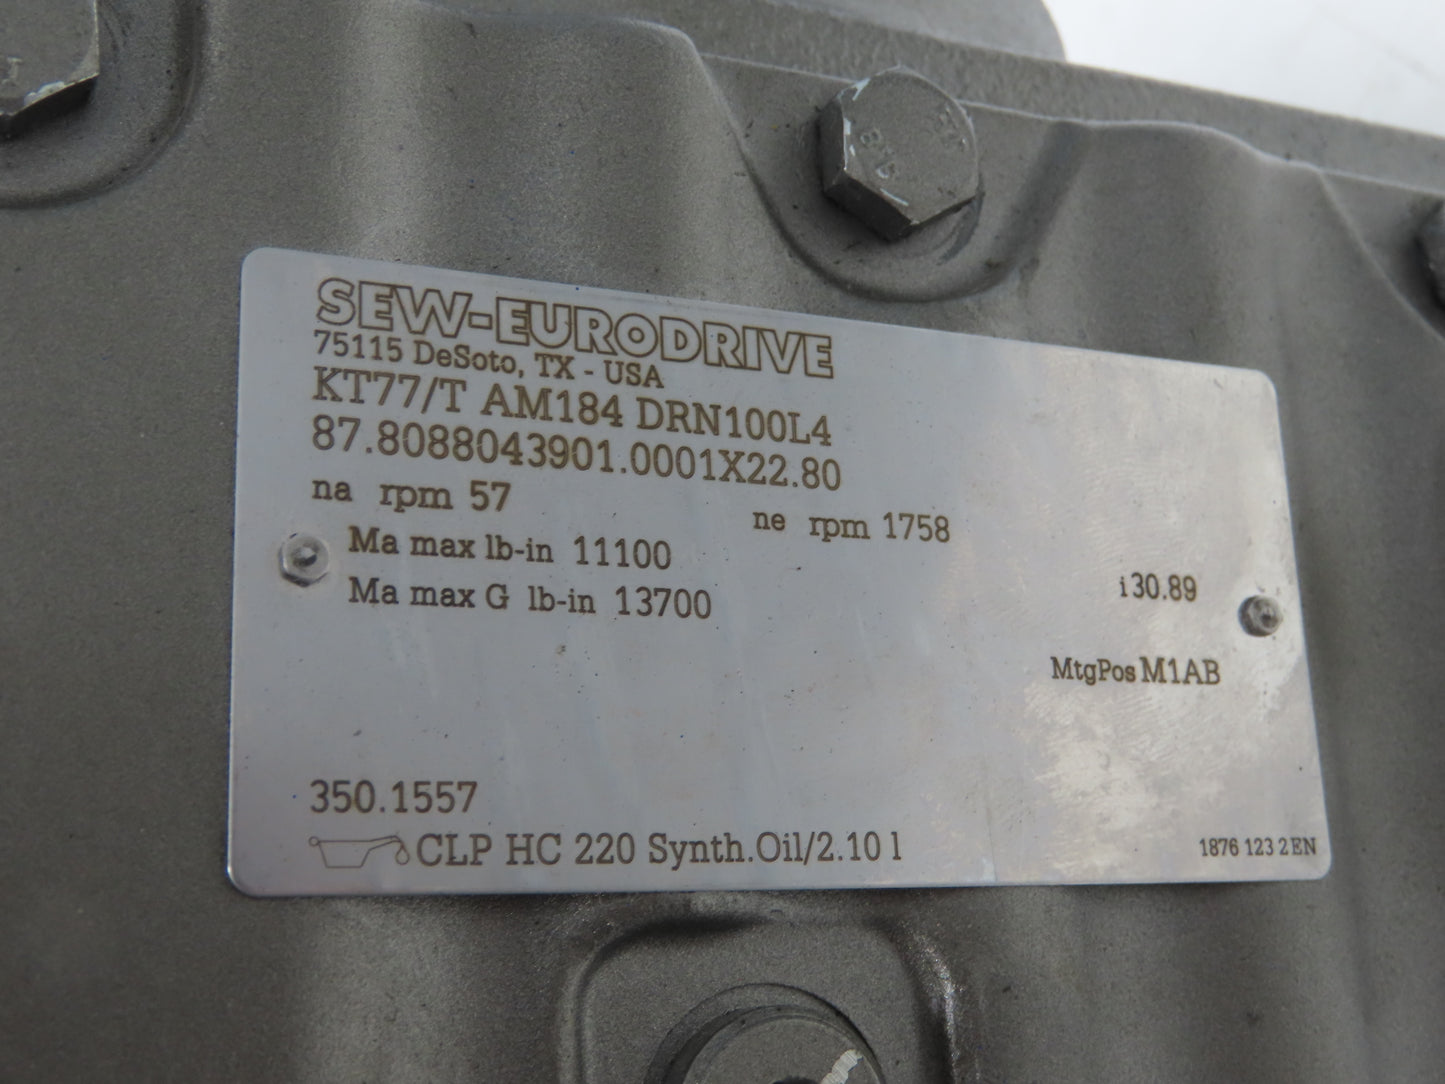 SEW-EURODRIVE
75115 DeSoto, TX - USA
KT77/T AM184 DRN100L4
87.8088043901.0001X22.80
na rpm 57 ne rpm 1758
Ma max lb-in 11100
Ma max G lb-in 13700 i 30.89
MtgPos M1AB
350.1557
CLP HC 220 Synth.Oil/2.10 l
1876 123 2 EN